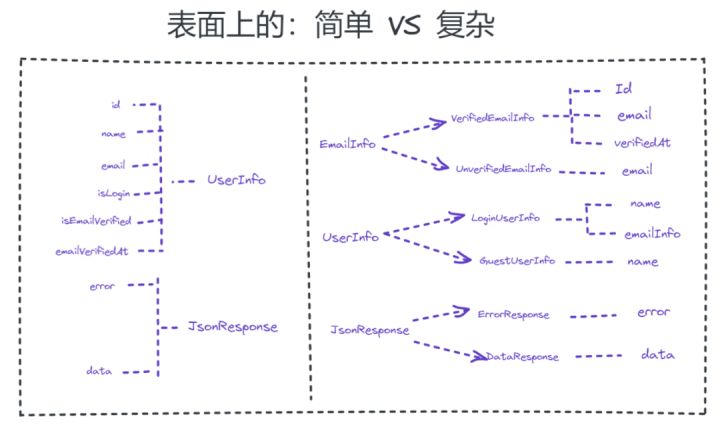 表面上的：简单 VS 复杂
id
name
email
isLogin
isEmailVerified
emailVerifiedAt
UserInfo
error
data
JsonResponse
EmailInfo
VerifiedEmailInfo
Id
email
verifiedAt
UnverifiedEmailInfo
email
UserInfo
LoginUserInfo
name
emailInfo
GuestUserInfo
name
JsonResponse
ErrorResponse
error
DataResponse
data